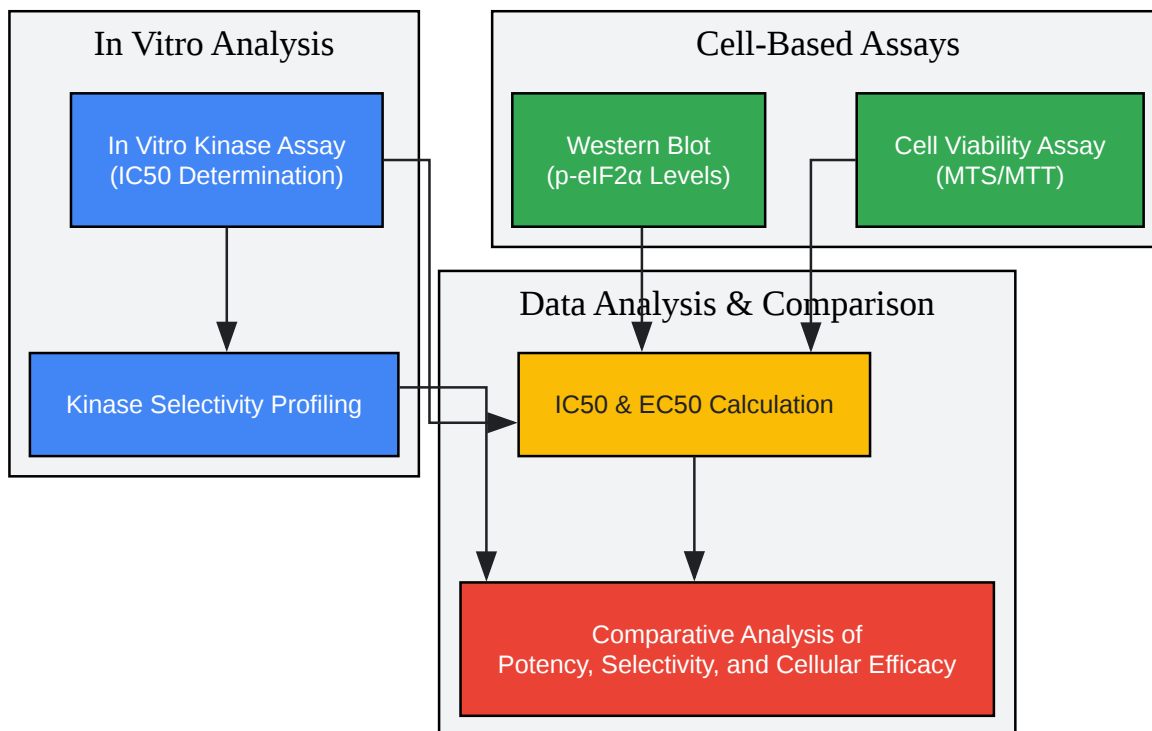 In Vitro Analysis
In Vitro Kinase Assay
(IC50 Determination)
Kinase Selectivity Profiling
Cell-Based Assays
Western Blot
(p-eIF2α Levels)
Cell Viability Assay
(MTS/MTT)
Data Analysis & Comparison
IC50 & EC50 Calculation
Comparative Analysis of
Potency, Selectivity, and Cellular Efficacy